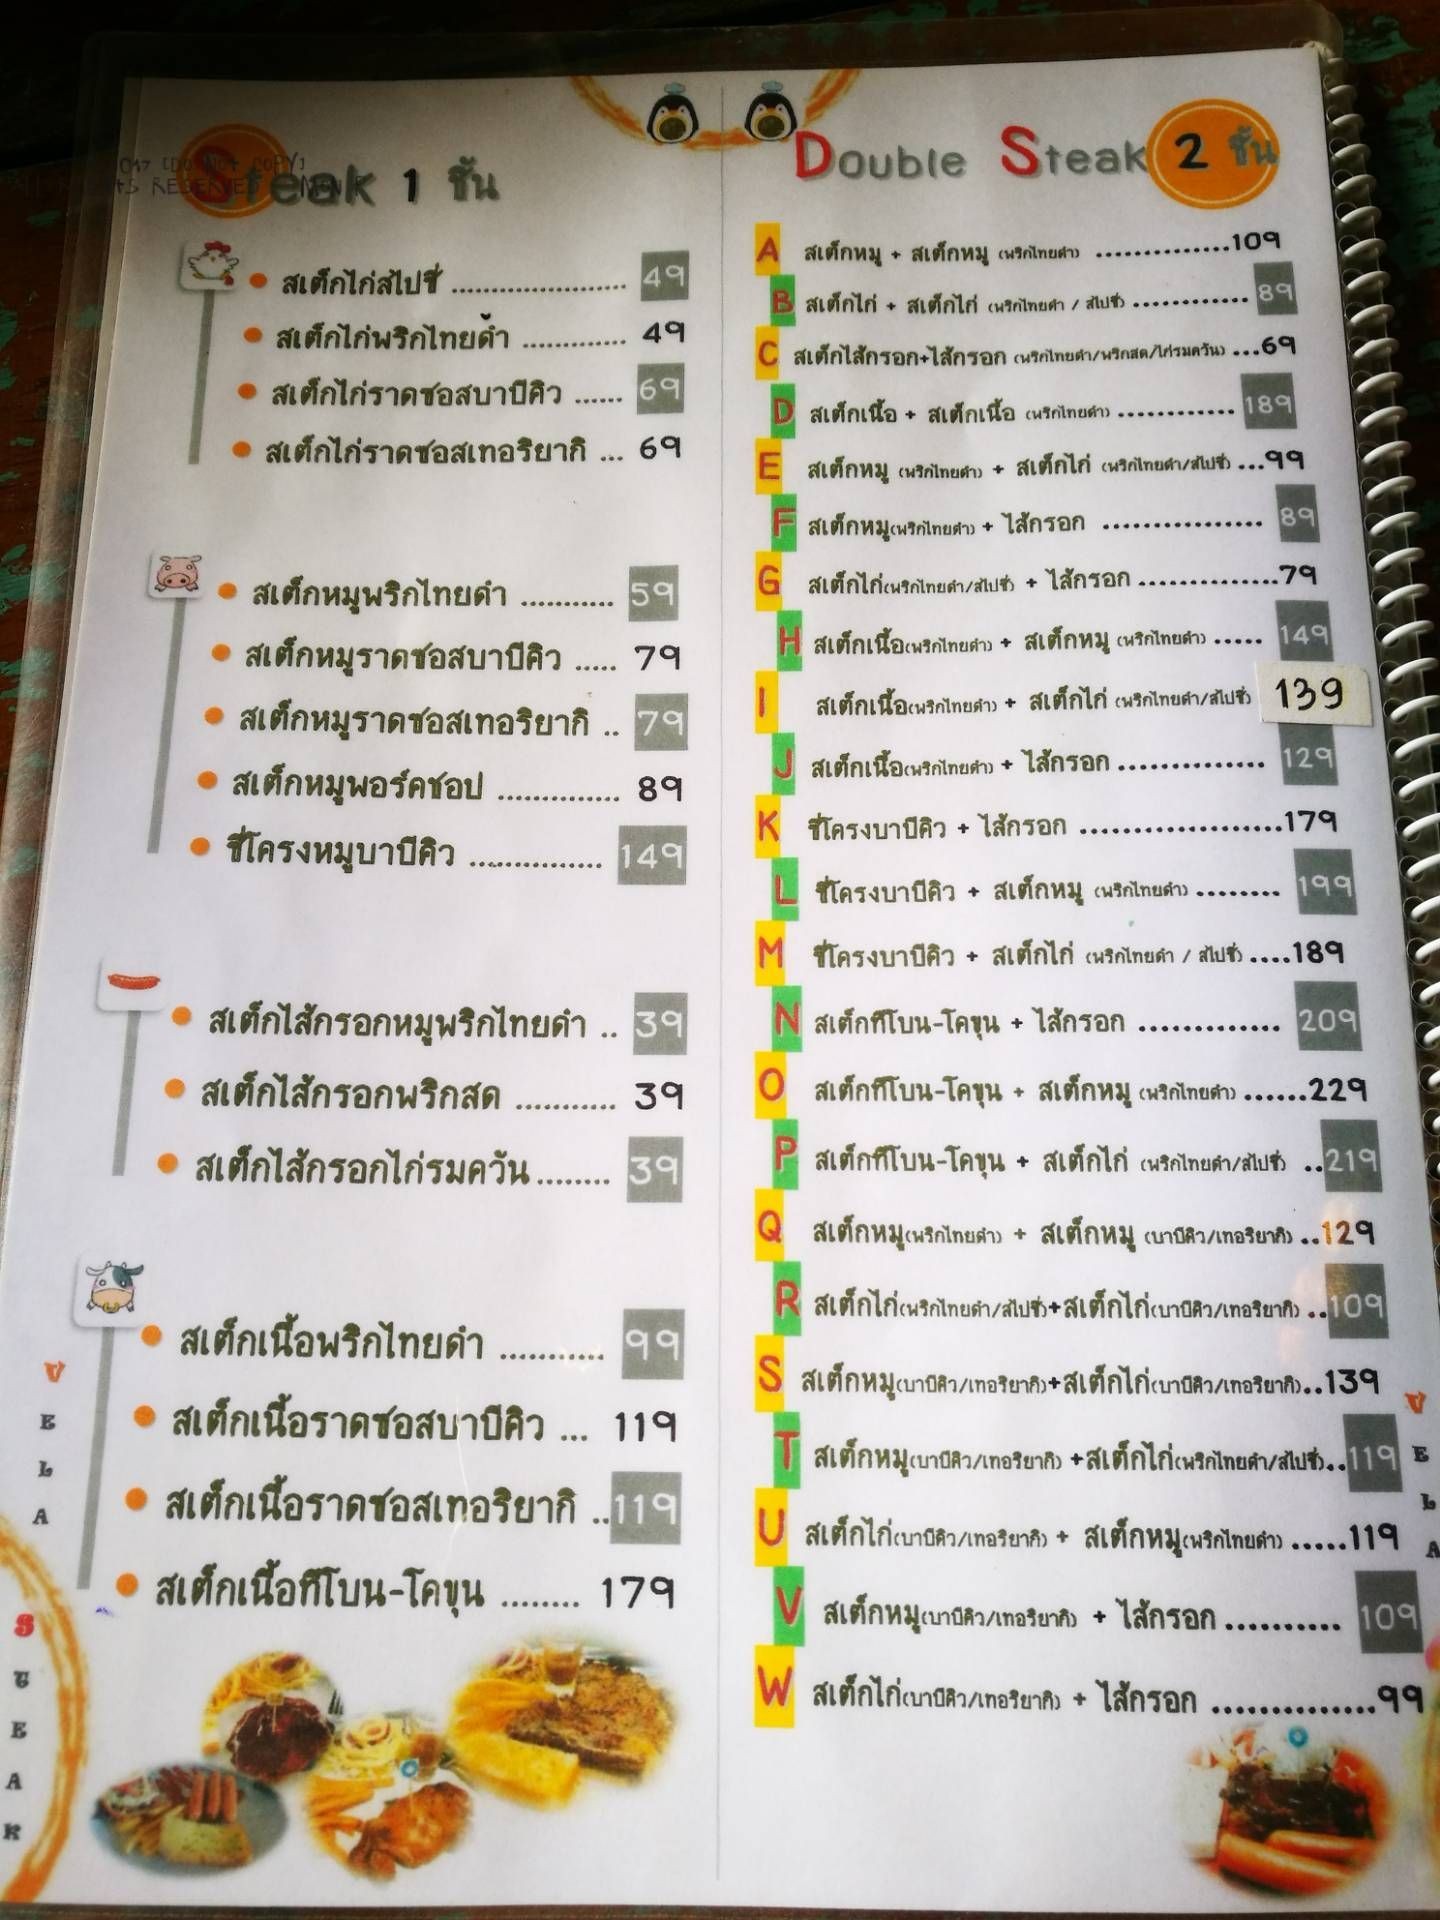 Steak 1 ชั้น
สเต็กไก่สไปซี่ ...................... 49
สเต็กไก่พริกไทยดำ ............. 49
สเต็กไก่ราดซอสบาบีคิว ...... 69
สเต็กไก่ราดซอสเทอริยากิ ... 69
สเต็กหมูพริกไทยดำ ........... 59
สเต็กหมูราดซอสบาบีคิว ..... 79
สเต็กหมูราดซอสเทอริยากิ .. 79
สเต็กหมูพอร์คชอป .............. 89
ซี่โครงหมูบาบีคิว ............... 149
สเต็กไส้กรอกหมูพริกไทยดำ .. 39
สเต็กไส้กรอกพริกสด ........... 39
สเต็กไส้กรอกไก่รมควัน........ 39
สเต็กเนื้อพริกไทยดำ ........... 99
สเต็กเนื้อราดซอสบาบีคิว ... 119
สเต็กเนื้อราดซอสเทอริยากิ ..119
สเต็กเนื้อทีโบน-โคขุน ........ 179
VELA
STEAK
Double Steak 2 ชั้น
A สเต็กหมู + สเต็กหมู (พริกไทยดำ) ..............109
B สเต็กไก่ + สเต็กไก่ (พริกไทยดำ / สไปซี่) ............ 89
C สเต็กไส้กรอก+ไส้กรอก (พริกไทยดำ/พริกสด/ไก่รมควัน) ...69
D สเต็กเนื้อ + สเต็กเนื้อ (พริกไทยดำ) ............ 189
E สเต็กหมู (พริกไทยดำ) + สเต็กไก่ (พริกไทยดำ/สไปซี่) ...99
F สเต็กหมู(พริกไทยดำ) + ไส้กรอก ................ 89
G สเต็กไก่(พริกไทยดำ/สไปซี่) + ไส้กรอก ..............79
H สเต็กเนื้อ(พริกไทยดำ) + สเต็กหมู (พริกไทยดำ) ..... 149
I สเต็กเนื้อ(พริกไทยดำ) + สเต็กไก่ (พริกไทยดำ/สไปซี่) 139
J สเต็กเนื้อ(พริกไทยดำ) + ไส้กรอก ............... 129
K ซี่โครงบาบีคิว + ไส้กรอก ....................179
L ซี่โครงบาบีคิว + สเต็กหมู (พริกไทยดำ) ........ 199
M ซี่โครงบาบีคิว + สเต็กไก่ (พริกไทยดำ / สไปซี่) ....189
N สเต็กทีโบน-โคขุน + ไส้กรอก ............. 209
O สเต็กทีโบน-โคขุน + สเต็กหมู (พริกไทยดำ) ......229
P สเต็กทีโบน-โคขุน + สเต็กไก่ (พริกไทยดำ/สไปซี่) ..219
Q สเต็กหมู(พริกไทยดำ) + สเต็กหมู (บาบีคิว/เทอริยากิ) ..129
R สเต็กไก่(พริกไทยดำ/สไปซี่)+สเต็กไก่(บาบีคิว/เทอริยากิ) ..109
S สเต็กหมู(บาบีคิว/เทอริยากิ)+สเต็กไก่(บาบีคิว/เทอริยากิ)..139
T สเต็กหมู(บาบีคิว/เทอริยากิ) +สเต็กไก่(พริกไทยดำ/สไปซี่)..119
U สเต็กไก่(บาบีคิว/เทอริยากิ) + สเต็กหมู(พริกไทยดำ) .....119
V สเต็กหมู(บาบีคิว/เทอริยากิ) + ไส้กรอก .......... 109
W สเต็กไก่(บาบีคิว/เทอริยากิ) + ไส้กรอก ..............99
VELA